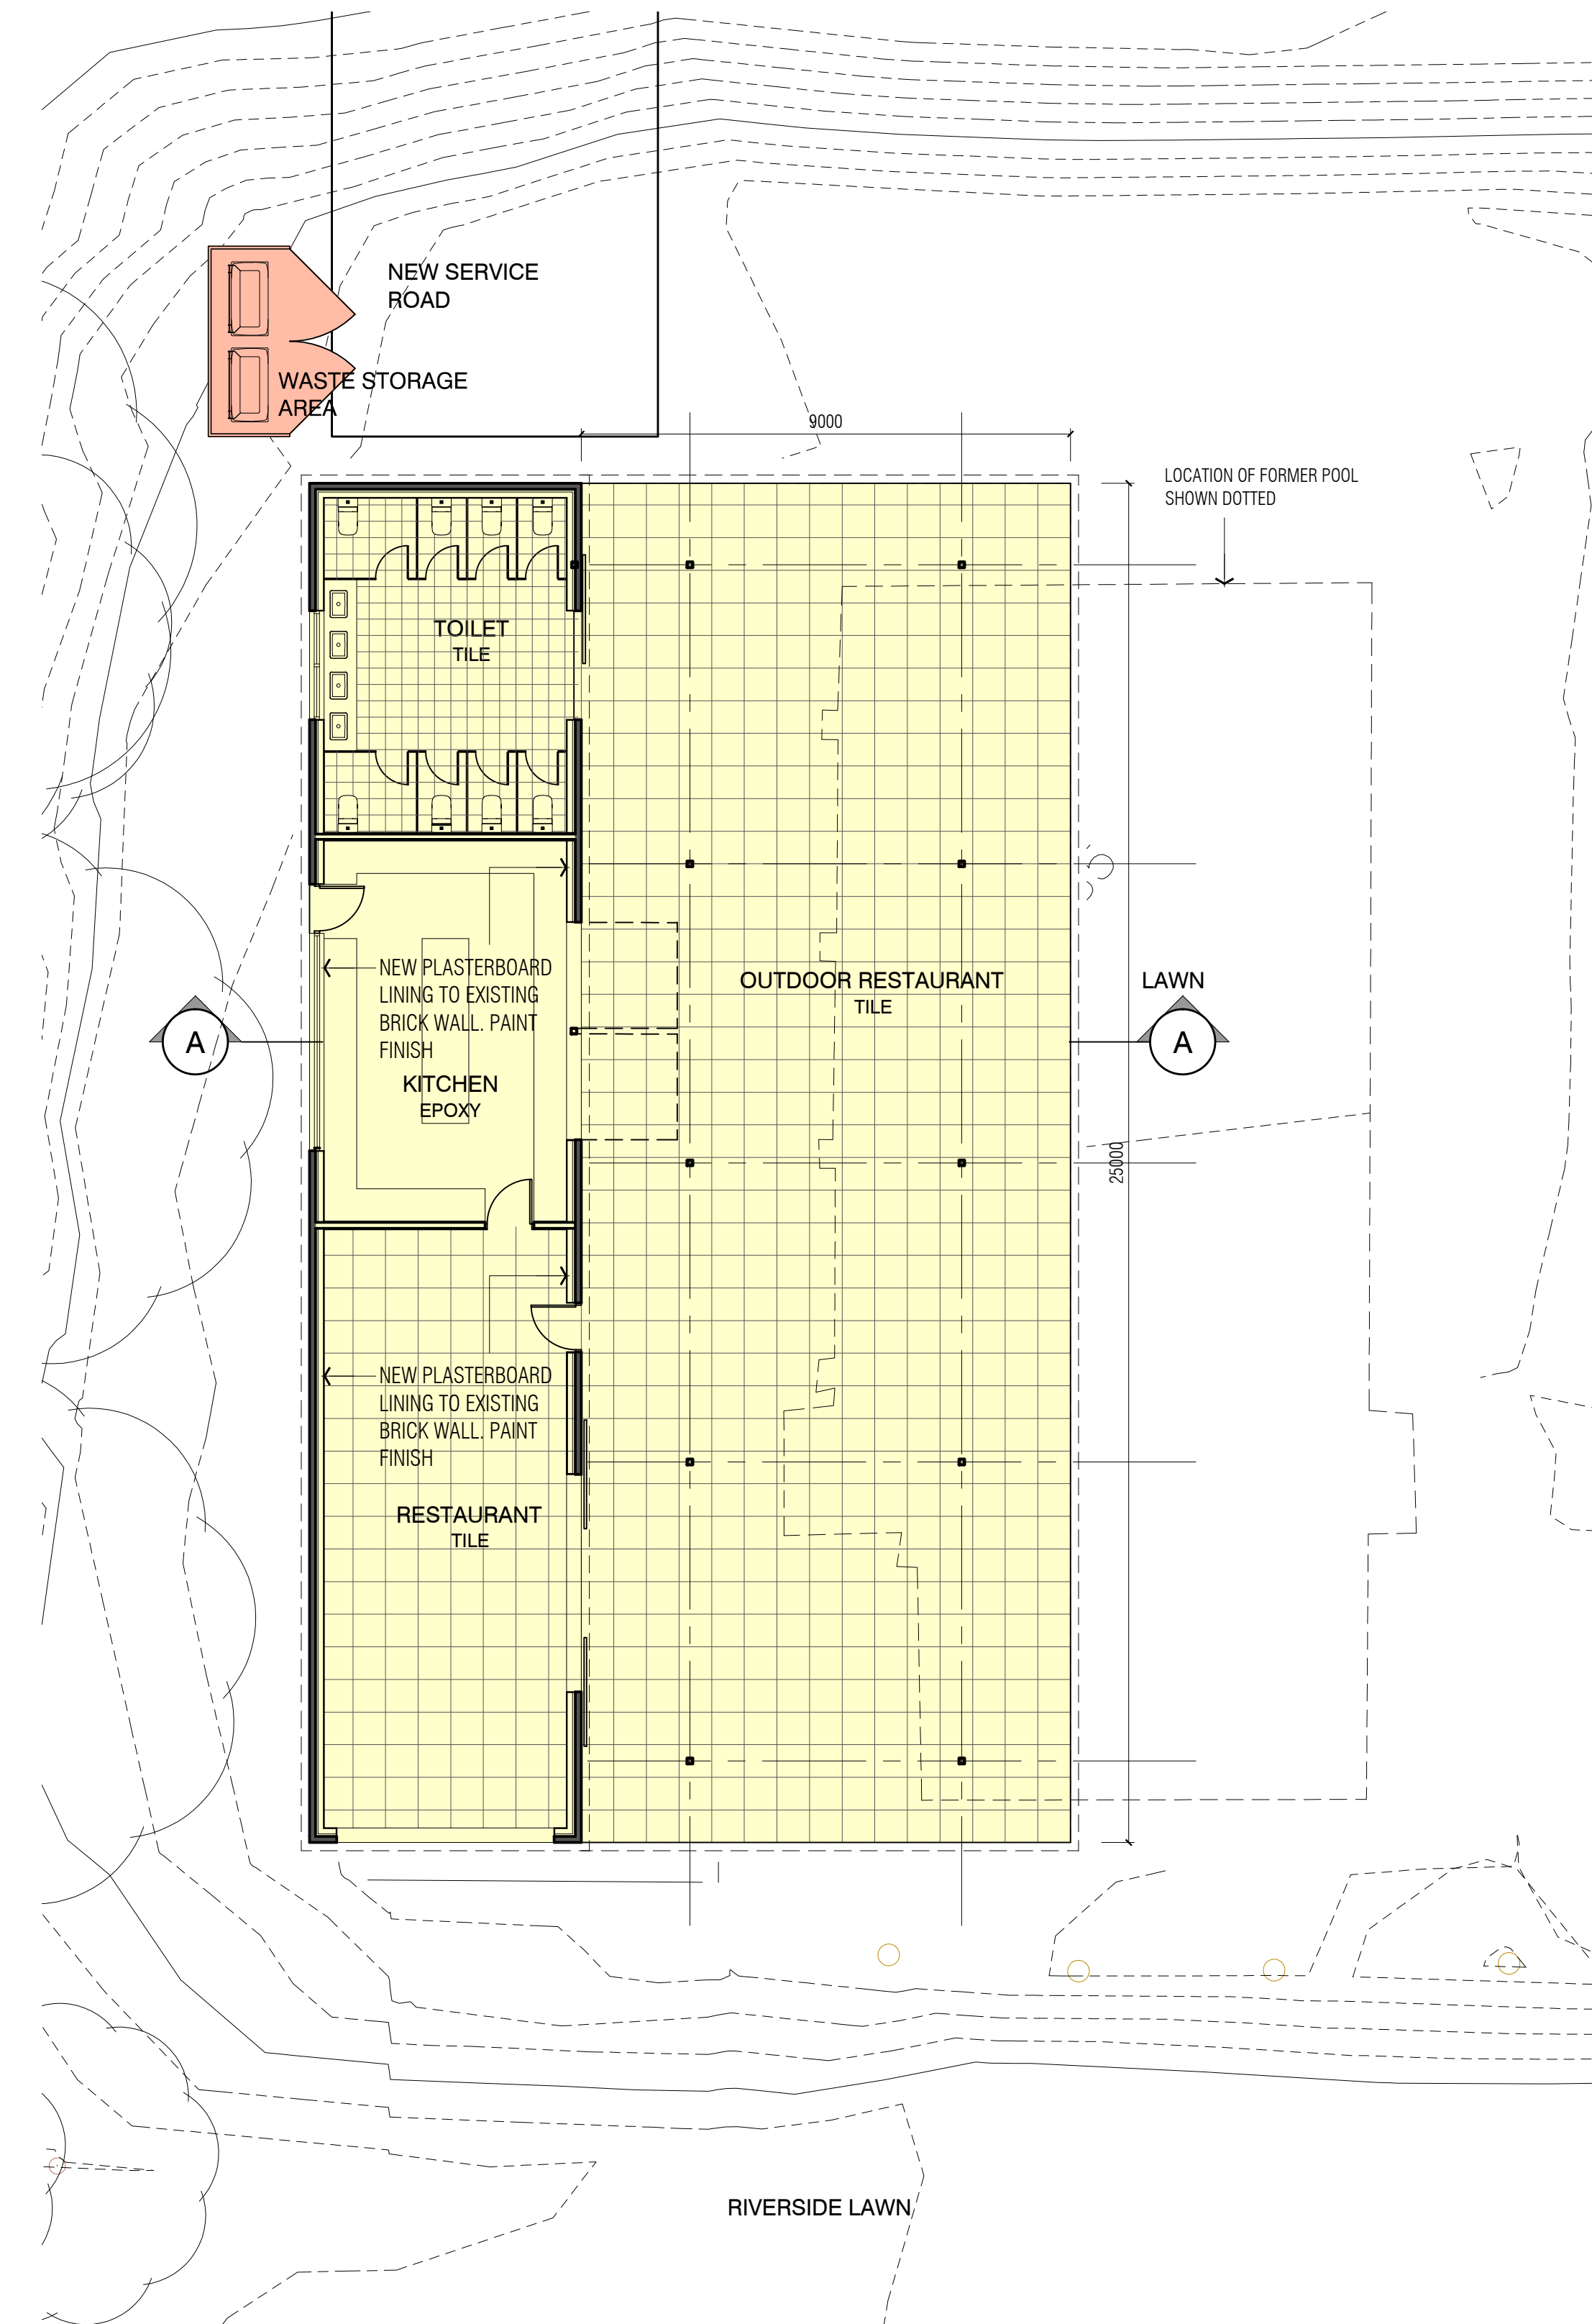 NEW SERVICE
ROAD
WASTE STORAGE
AREA
9000
LOCATION OF FORMER POOL
SHOWN DOTTED
TOILET
TILE
OUTDOOR RESTAURANT
TILE
LAWN
NEW PLASTERBOARD
LINING TO EXISTING
BRICK WALL. PAINT
FINISH
A
A
KITCHEN
EPOXY
25000
NEW PLASTERBOARD
LINING TO EXISTING
BRICK WALL. PAINT
FINISH
RESTAURANT
TILE
RIVERSIDE LAWN